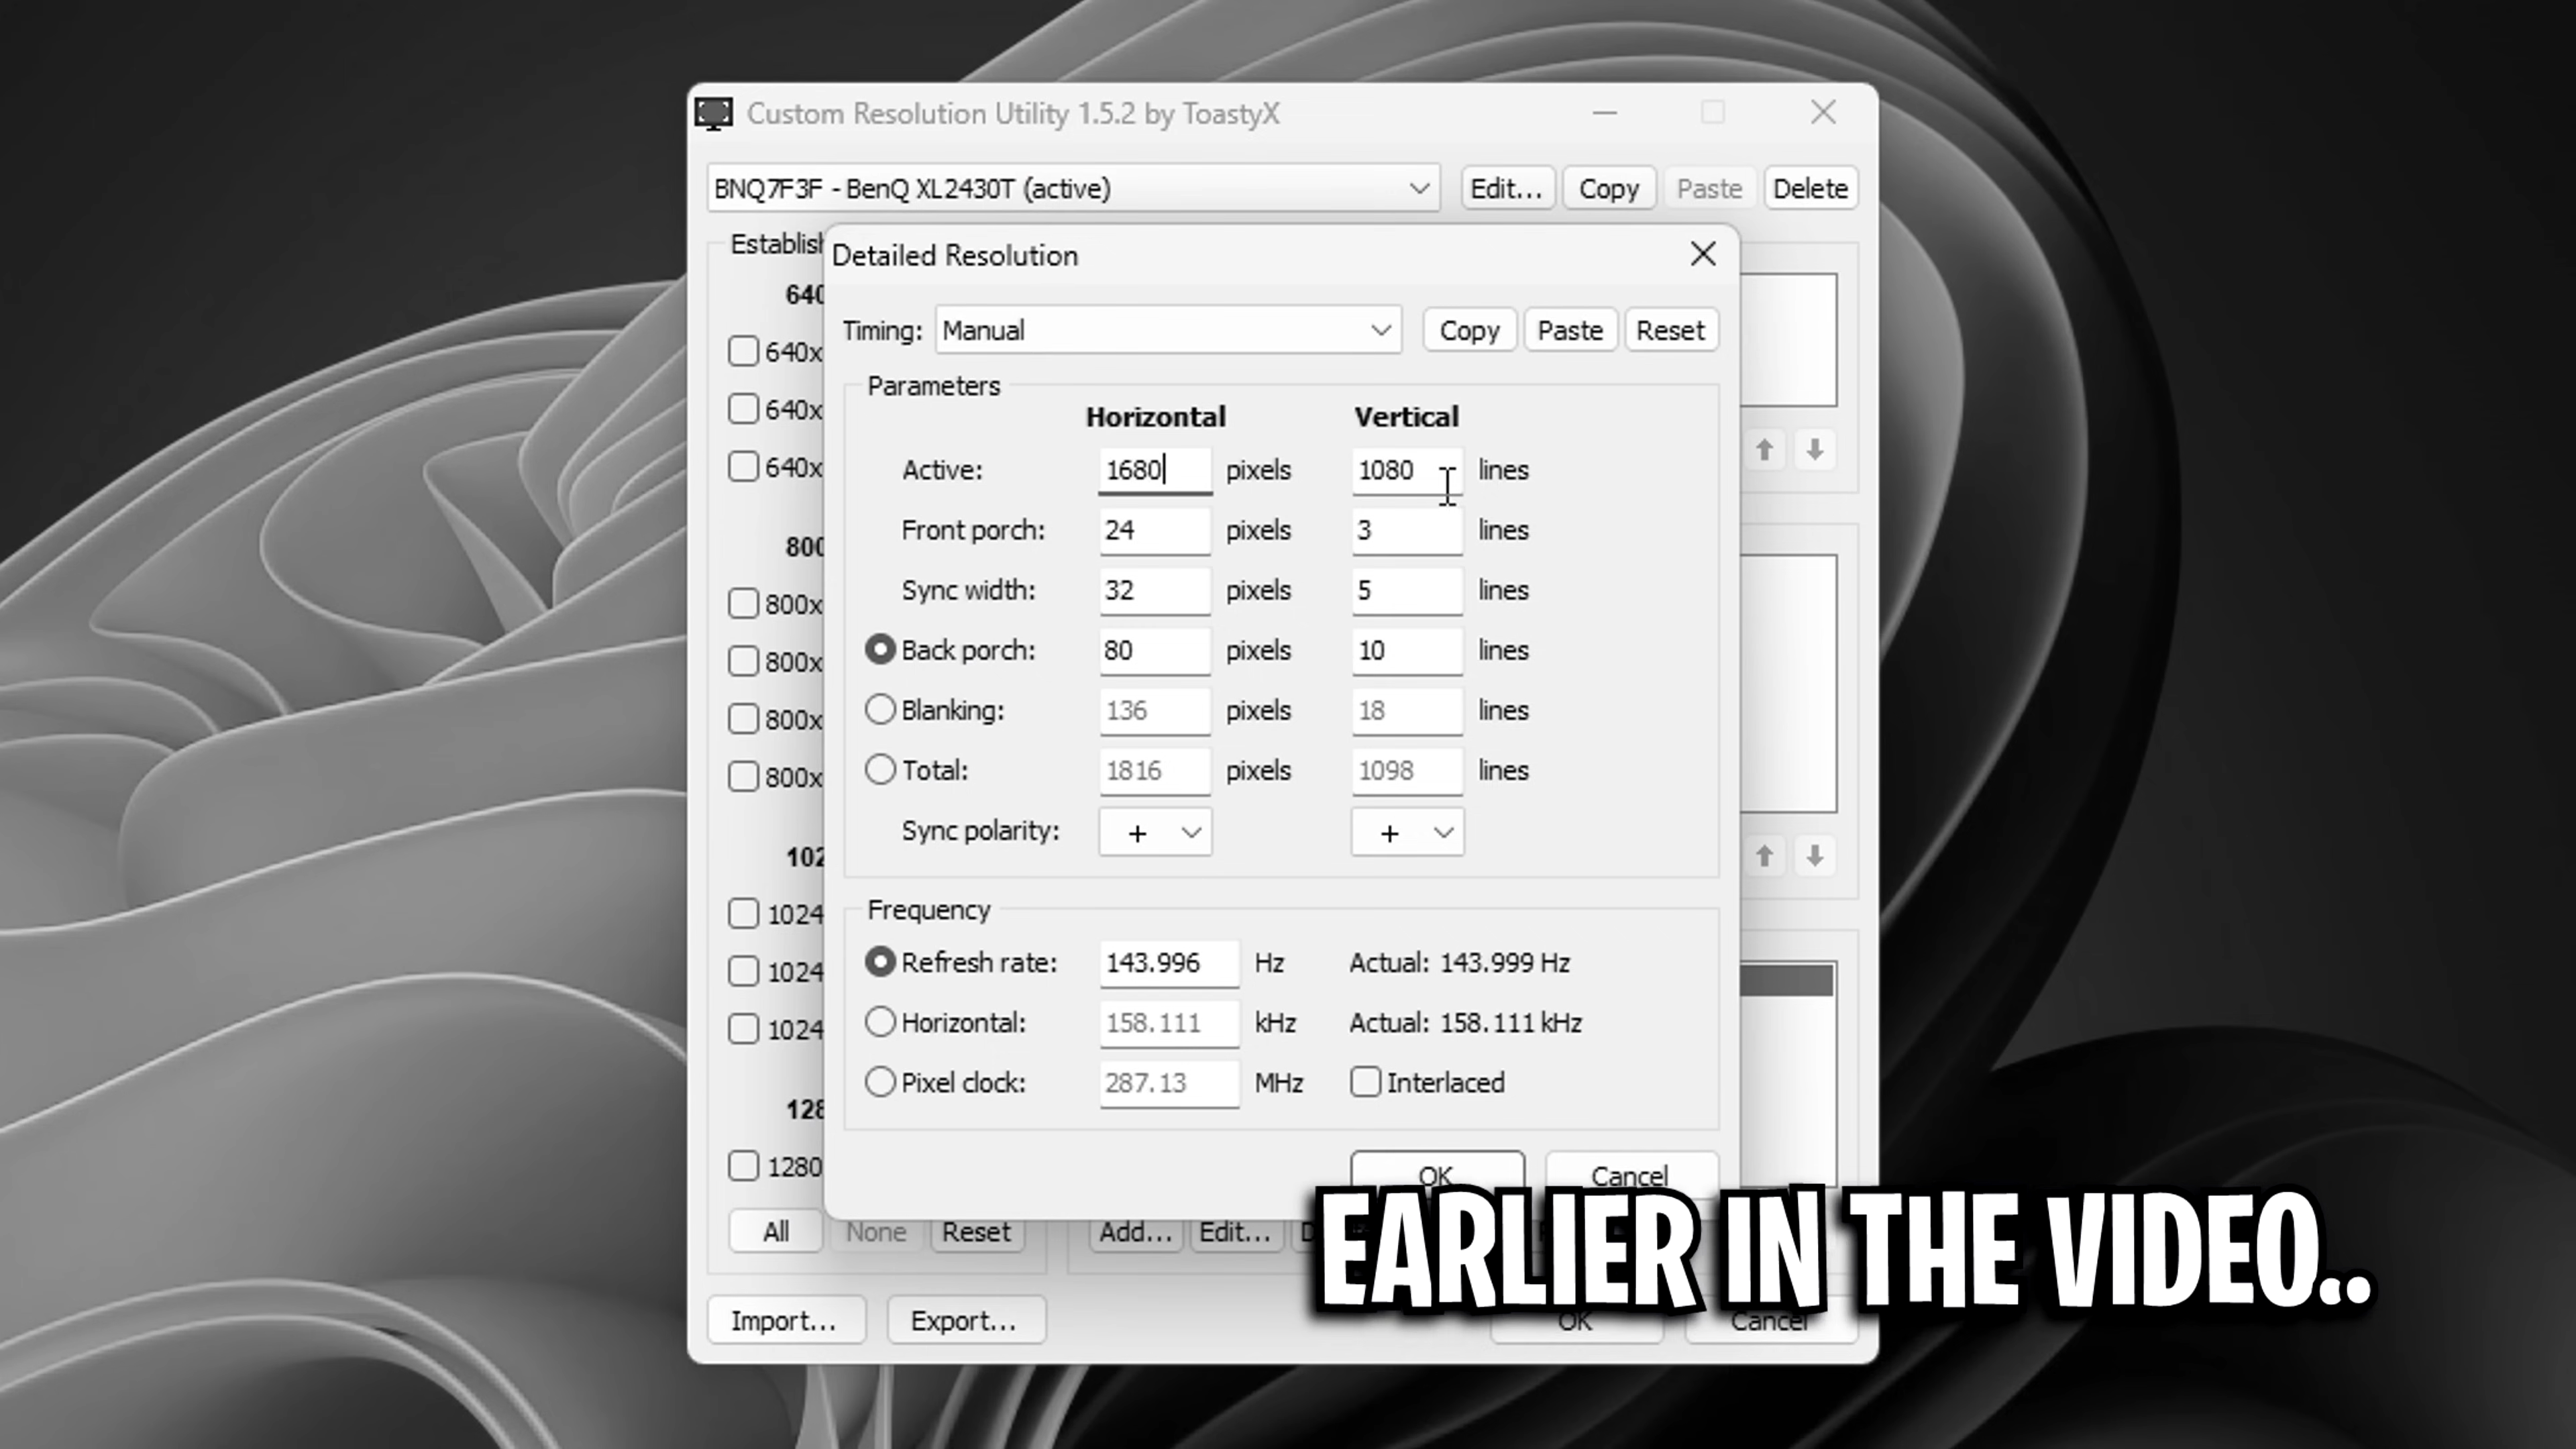 Custom Resolution Utility 1.5.2 by ToastyX
BNQ7F3F - BenQ XL2430T (active)
Edit... Copy Paste Delete
Detailed Resolution
Timing: Manual Copy Paste Reset
Parameters
Horizontal Vertical
Active: 1680 pixels 1080 lines
Front porch: 24 pixels 3 lines
Sync width: 32 pixels 5 lines
Back porch: 80 pixels 10 lines
Blanking: 136 pixels 18 lines
Total: 1816 pixels 1098 lines
Sync polarity: + +
Frequency
Refresh rate: 143.996 Hz Actual: 143.999 Hz
Horizontal: 158.111 kHz Actual: 158.111 kHz
Pixel clock: 287.13 MHz Interlaced
OK Cancel
All None Reset Add... Edit...
EARLIER IN THE VIDEO..
Import... Export... OK Cancel